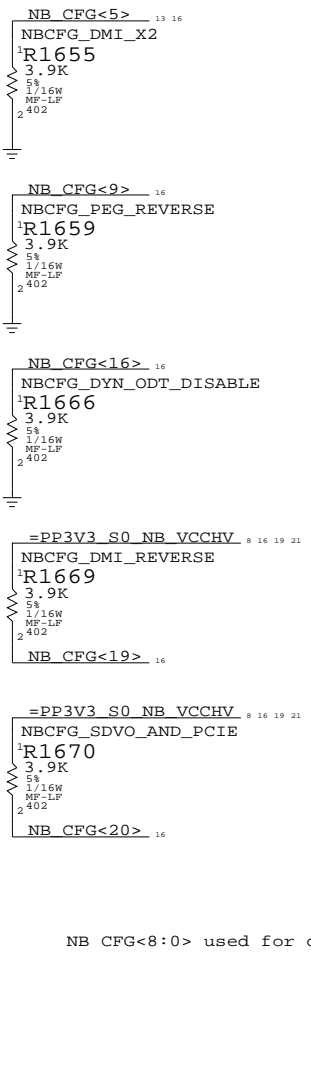 NB_CFG<5> 13 16
NBCFG_DMI_X2
1 R1655
3.9K
5%
1/16W
MF-LF
2 402
NB_CFG<9> 16
NBCFG_PEG_REVERSE
1 R1659
3.9K
5%
1/16W
MF-LF
2 402
NB_CFG<16> 16
NBCFG_DYN_ODT_DISABLE
1 R1666
3.9K
5%
1/16W
MF-LF
2 402
=PP3V3_S0_NB_VCCHV 8 16 19 21
NBCFG_DMI_REVERSE
1 R1669
3.9K
5%
1/16W
MF-LF
2 402
NB_CFG<19> 16
=PP3V3_S0_NB_VCCHV 8 16 19 21
NBCFG_SDVO_AND_PCIE
1 R1670
3.9K
5%
1/16W
MF-LF
2 402
NB_CFG<20> 16
NB CFG<8:0> used for